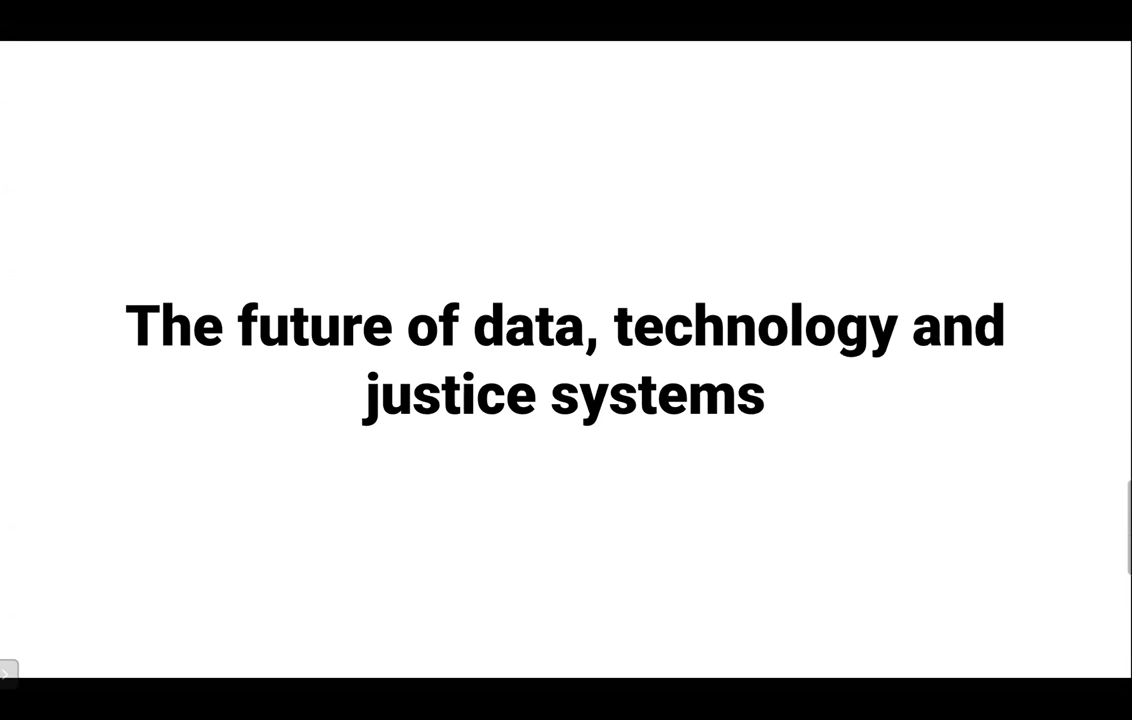 The future of data, technology and
justice systems